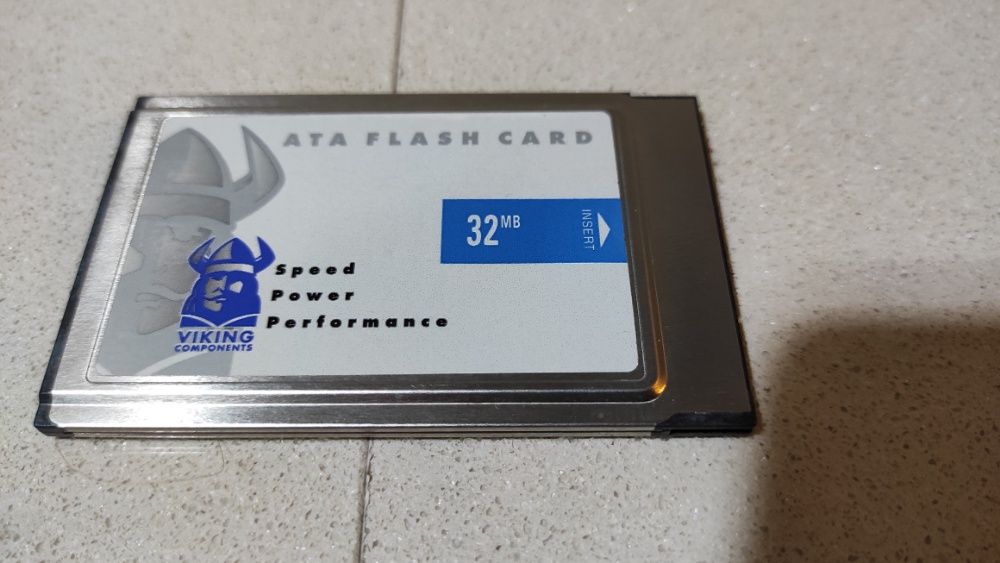 ATA FLASH CARD
32MB
INSERT
Speed
Power
Performance
VIKING
COMPONENTS